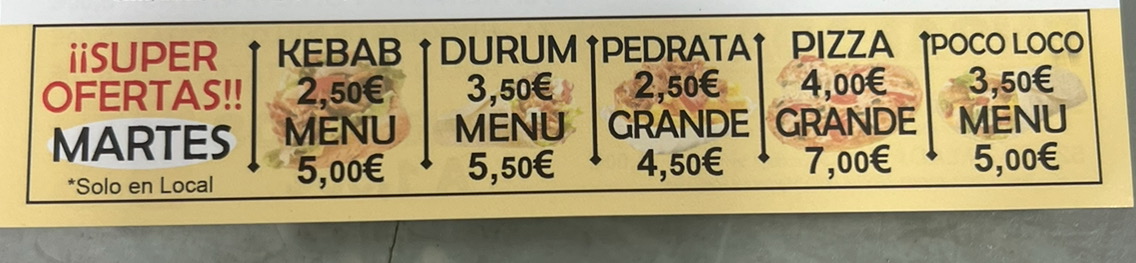 ¡¡SUPER
OFERTAS!!
MARTES
*Solo en Local
KEBAB
2,50€
MENU
5,00€
DURUM
3,50€
MENU
5,50€
PEDRATA
2,50€
GRANDE
4,50€
PIZZA
4,00€
GRANDE
7,00€
POCO LOCO
3,50€
MENU
5,00€